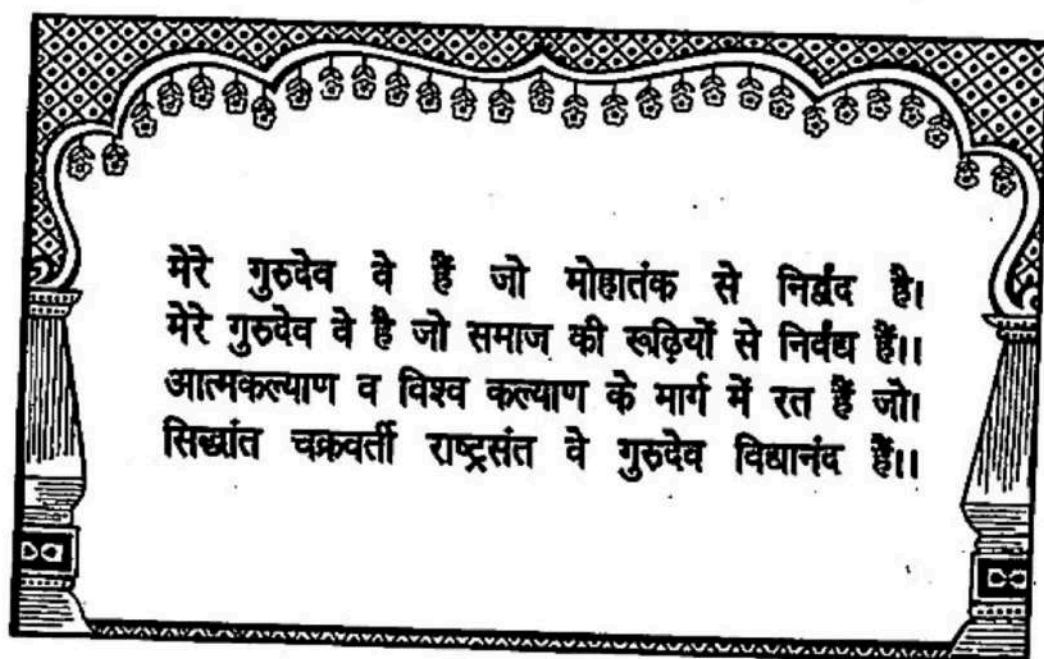 मेरे गुरुदेव वे हैं जो मोहातंक से निर्द्वंद है।
मेरे गुरुदेव वे है जो समाज की रूढ़ियों से निर्वंद्य हैं।।
आत्मकल्याण व विश्व कल्याण के मार्ग में रत हैं जो।
सिद्धांत चक्रवर्ती राष्ट्रसंत वे गुरुदेव विद्यानंद हैं।।